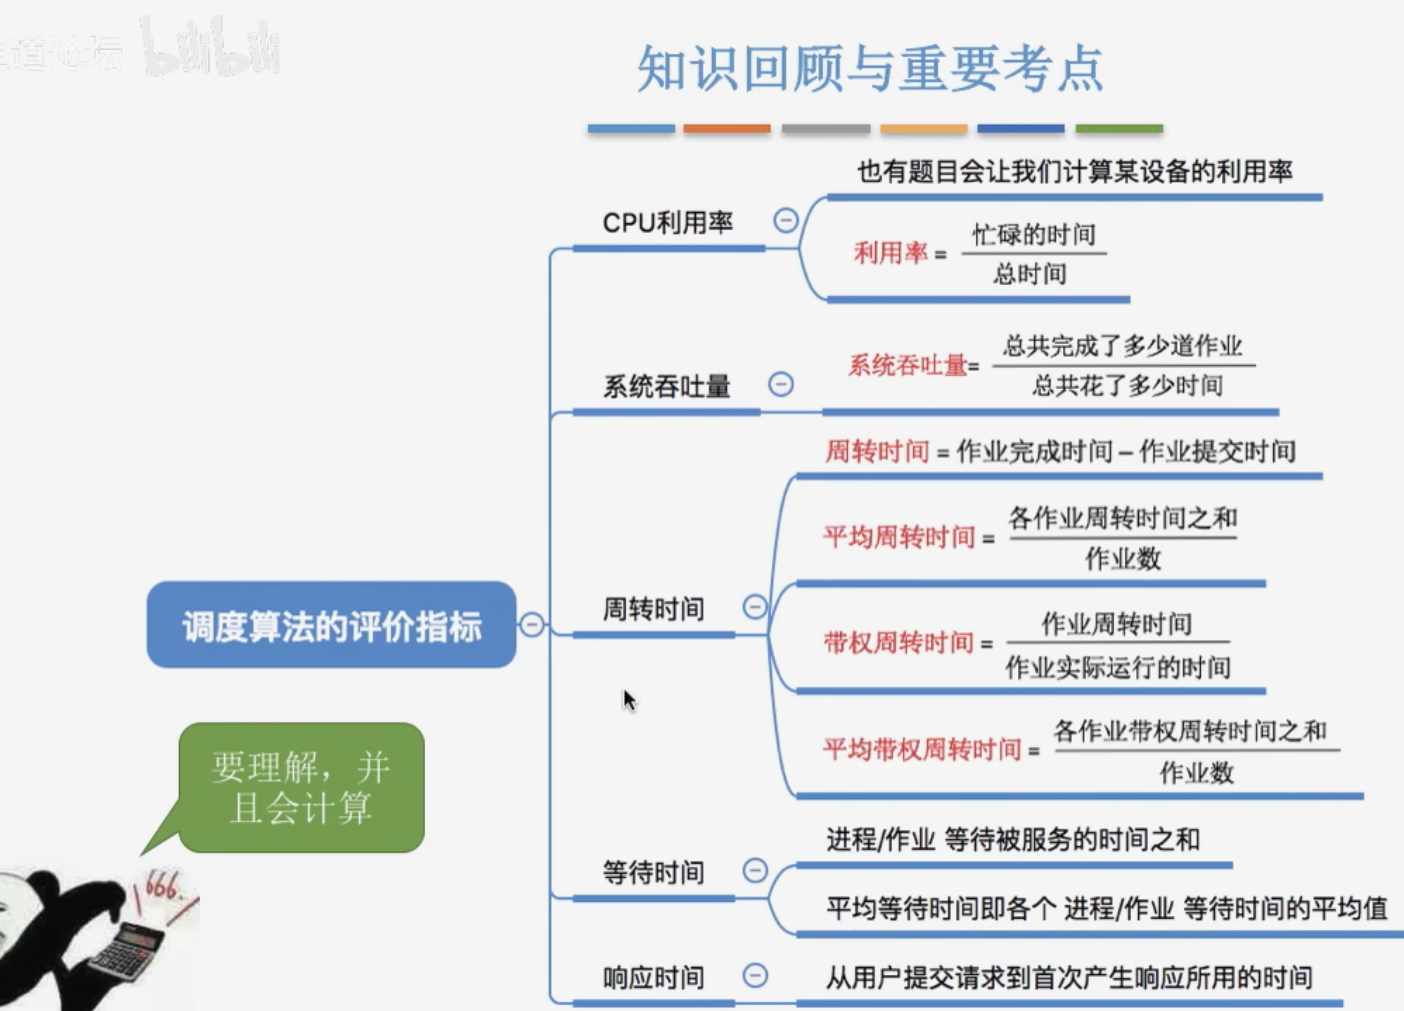 王道论坛 bilibili
知识回顾与重要考点
也有题目会让我们计算某设备的利用率
CPU利用率
利用率 = 忙碌的时间
总时间
系统吞吐量
系统吞吐量= 总共完成了多少道作业
总共花了多少时间
周转时间 = 作业完成时间 – 作业提交时间
平均周转时间 = 各作业周转时间之和
作业数
周转时间
带权周转时间 = 作业周转时间
作业实际运行的时间
平均带权周转时间 = 各作业带权周转时间之和
作业数
调度算法的评价指标
要理解，并
且会计算
666..
进程/作业 等待被服务的时间之和
等待时间
平均等待时间即各个 进程/作业 等待时间的平均值
响应时间
从用户提交请求到首次产生响应所用的时间